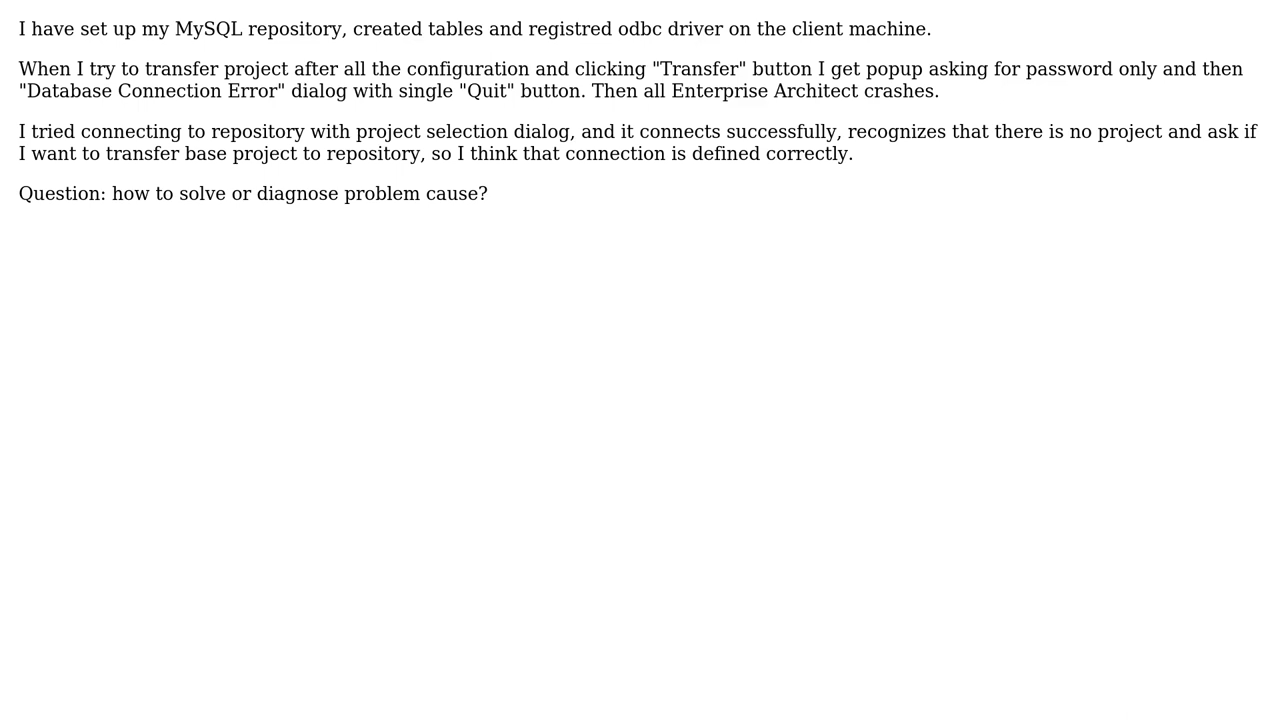 I have set up my MySQL repository, created tables and registred odbc driver on the client machine.
When I try to transfer project after all the configuration and clicking "Transfer" button I get popup asking for password only and then
"Database Connection Error" dialog with single "Quit" button. Then all Enterprise Architect crashes.
I tried connecting to repository with project selection dialog, and it connects successfully, recognizes that there is no project and ask if
I want to transfer base project to repository, so I think that connection is defined correctly.
Question: how to solve or diagnose problem cause?